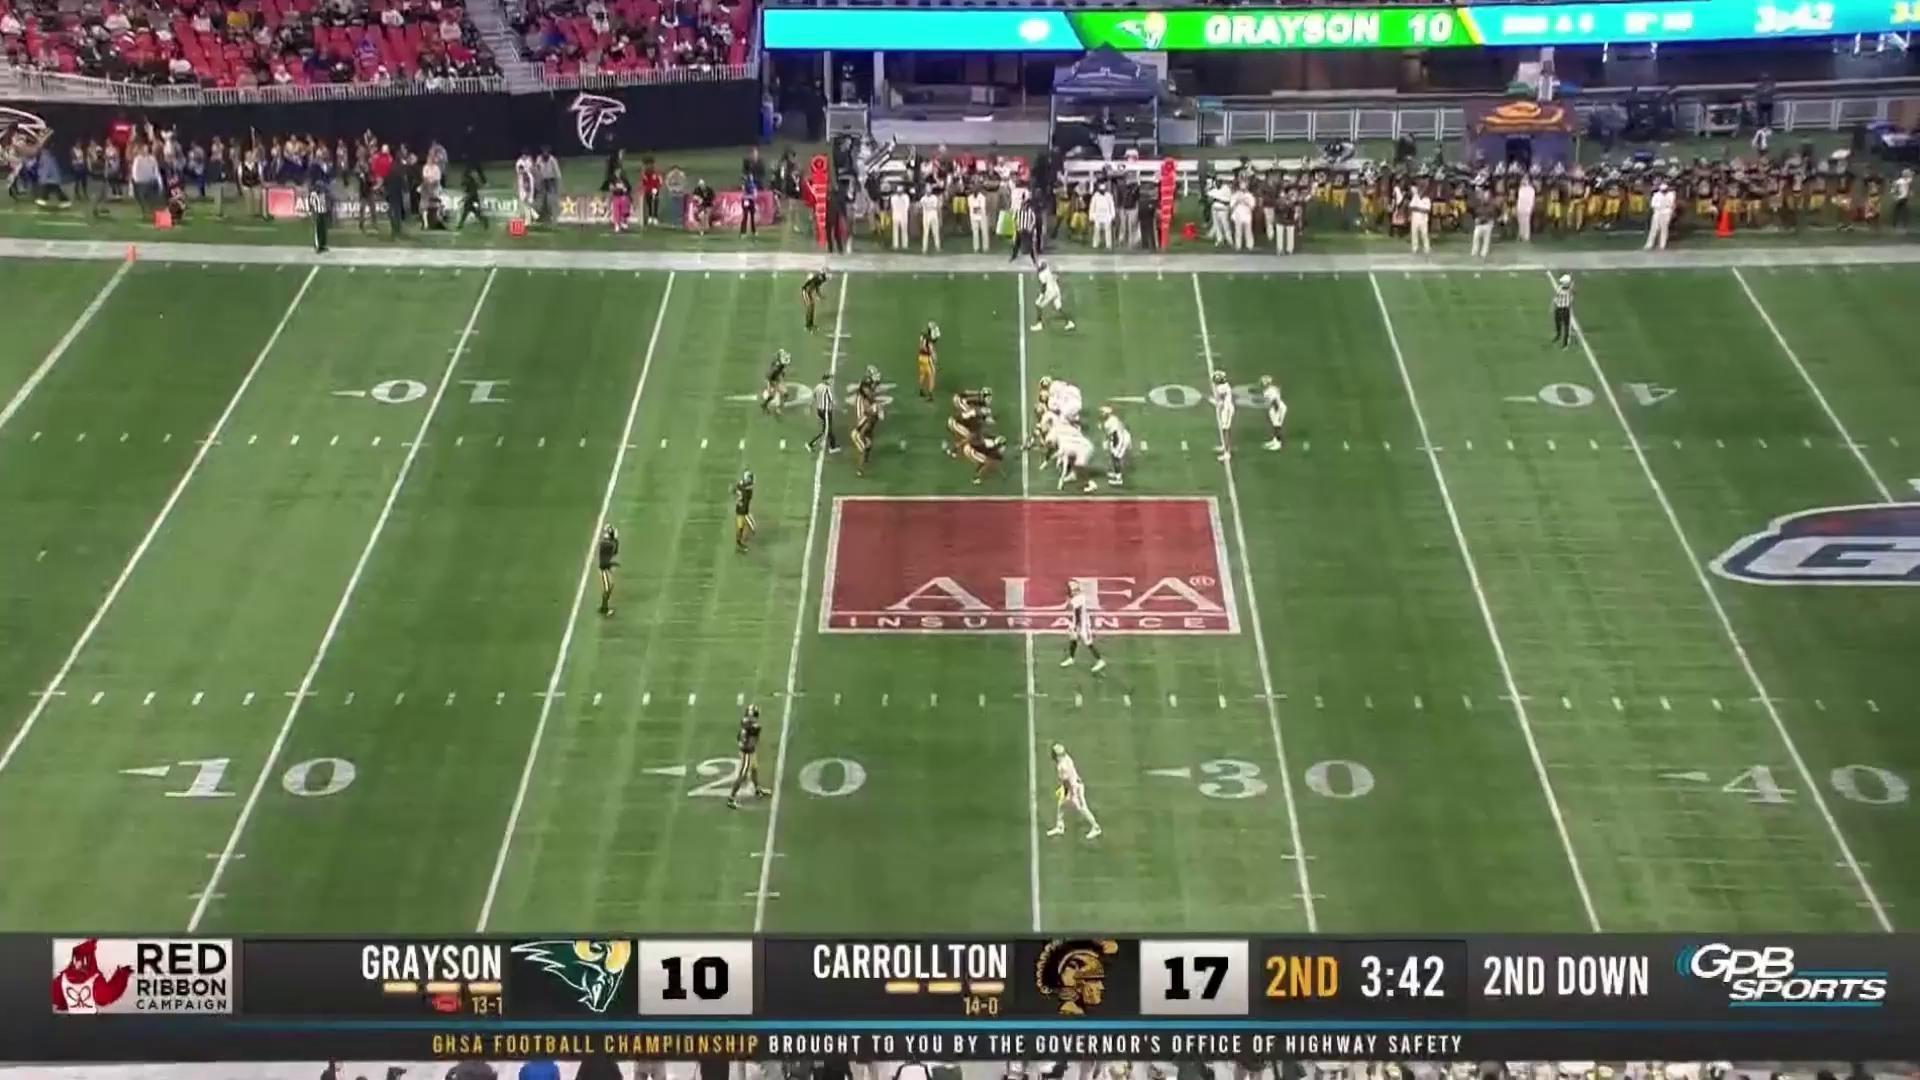 GRAYSON 10
3:42
10
30
40
ALFA®
INSURANCE
10
20
30
40
RED
RIBBON
CAMPAIGN
GRAYSON
13-1
10
CARROLLTON
14-0
17
2ND 3:42
2ND DOWN
GPB
SPORTS
GHSA FOOTBALL CHAMPIONSHIP BROUGHT TO YOU BY THE GOVERNOR'S OFFICE OF HIGHWAY SAFETY